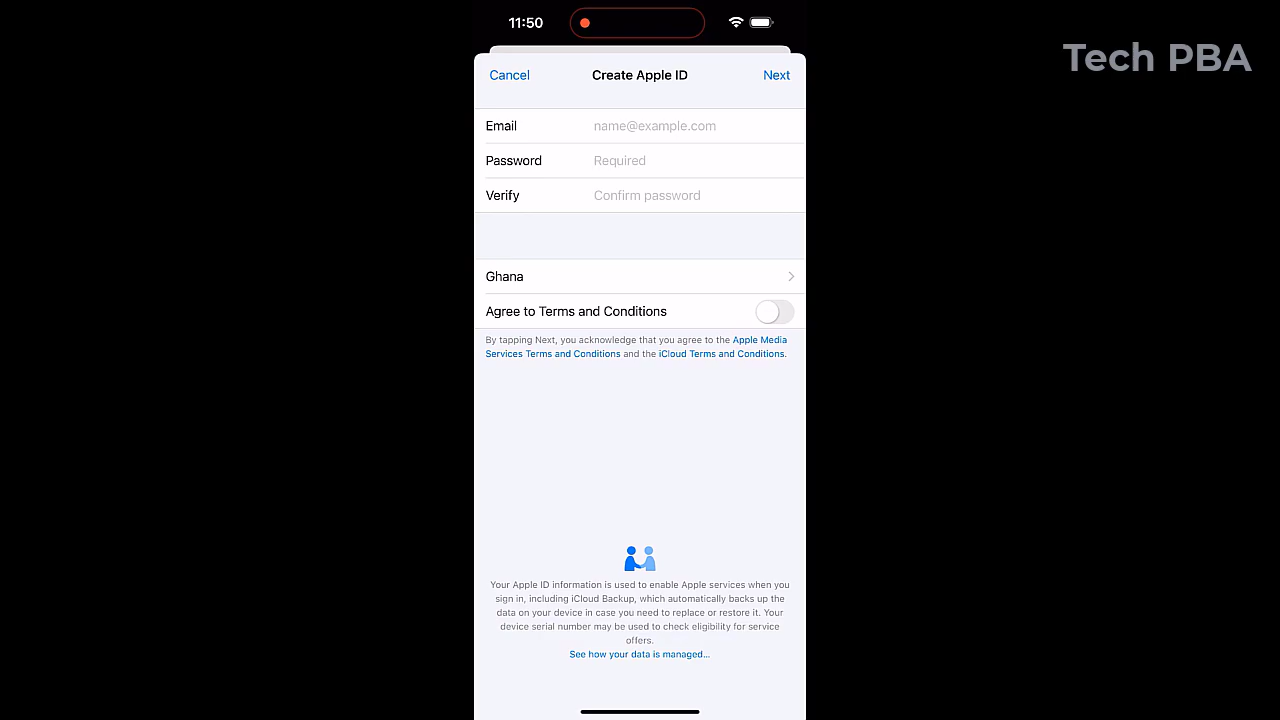 11:50
Tech PBA
Cancel
Create Apple ID
Next
Email
name@example.com
Password
Required
Verify
Confirm password
Ghana
Agree to Terms and Conditions
By tapping Next, you acknowledge that you agree to the Apple Media
Services Terms and Conditions and the iCloud Terms and Conditions.
Your Apple ID information is used to enable Apple services when you
sign in, including iCloud Backup, which automatically backs up the
data on your device in case you need to replace or restore it. Your
device serial number may be used to check eligibility for service
offers.
See how your data is managed...